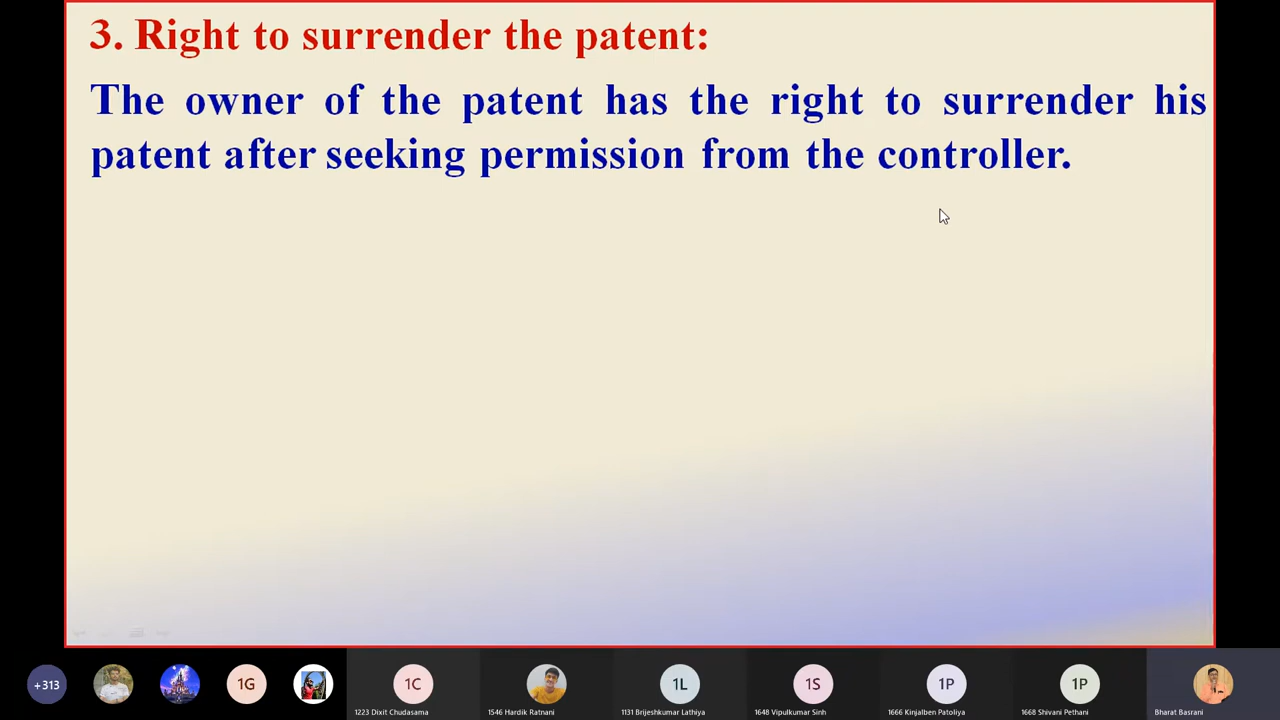 3. Right to surrender the patent:
The owner of the patent has the right to surrender his
patent after seeking permission from the controller.
+313
1G
1C
1L
1S
1P
1P
1223 Dixit Chudasama
1546 Hardik Ratnani
1131 Brijeshkumar Lathiya
1648 Vipulkumar Sinh
1666 Kinjalben Patoliya
1668 Shivani Pethani
Bharat Basrani